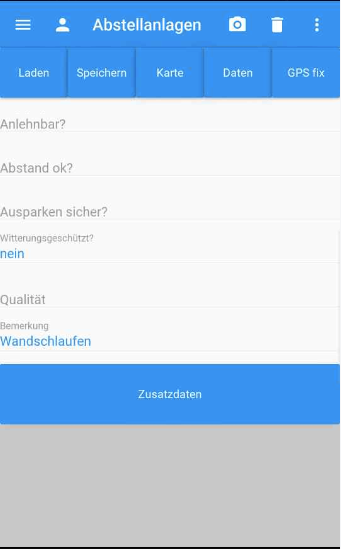 Abstellanlagen
Laden Speichern Karte Daten GPS fix
Anlehnbar?
Abstand ok?
Ausparken sicher?
Witterungsgeschützt?
nein
Qualität
Bemerkung
Wandschlaufen
Zusatzdaten